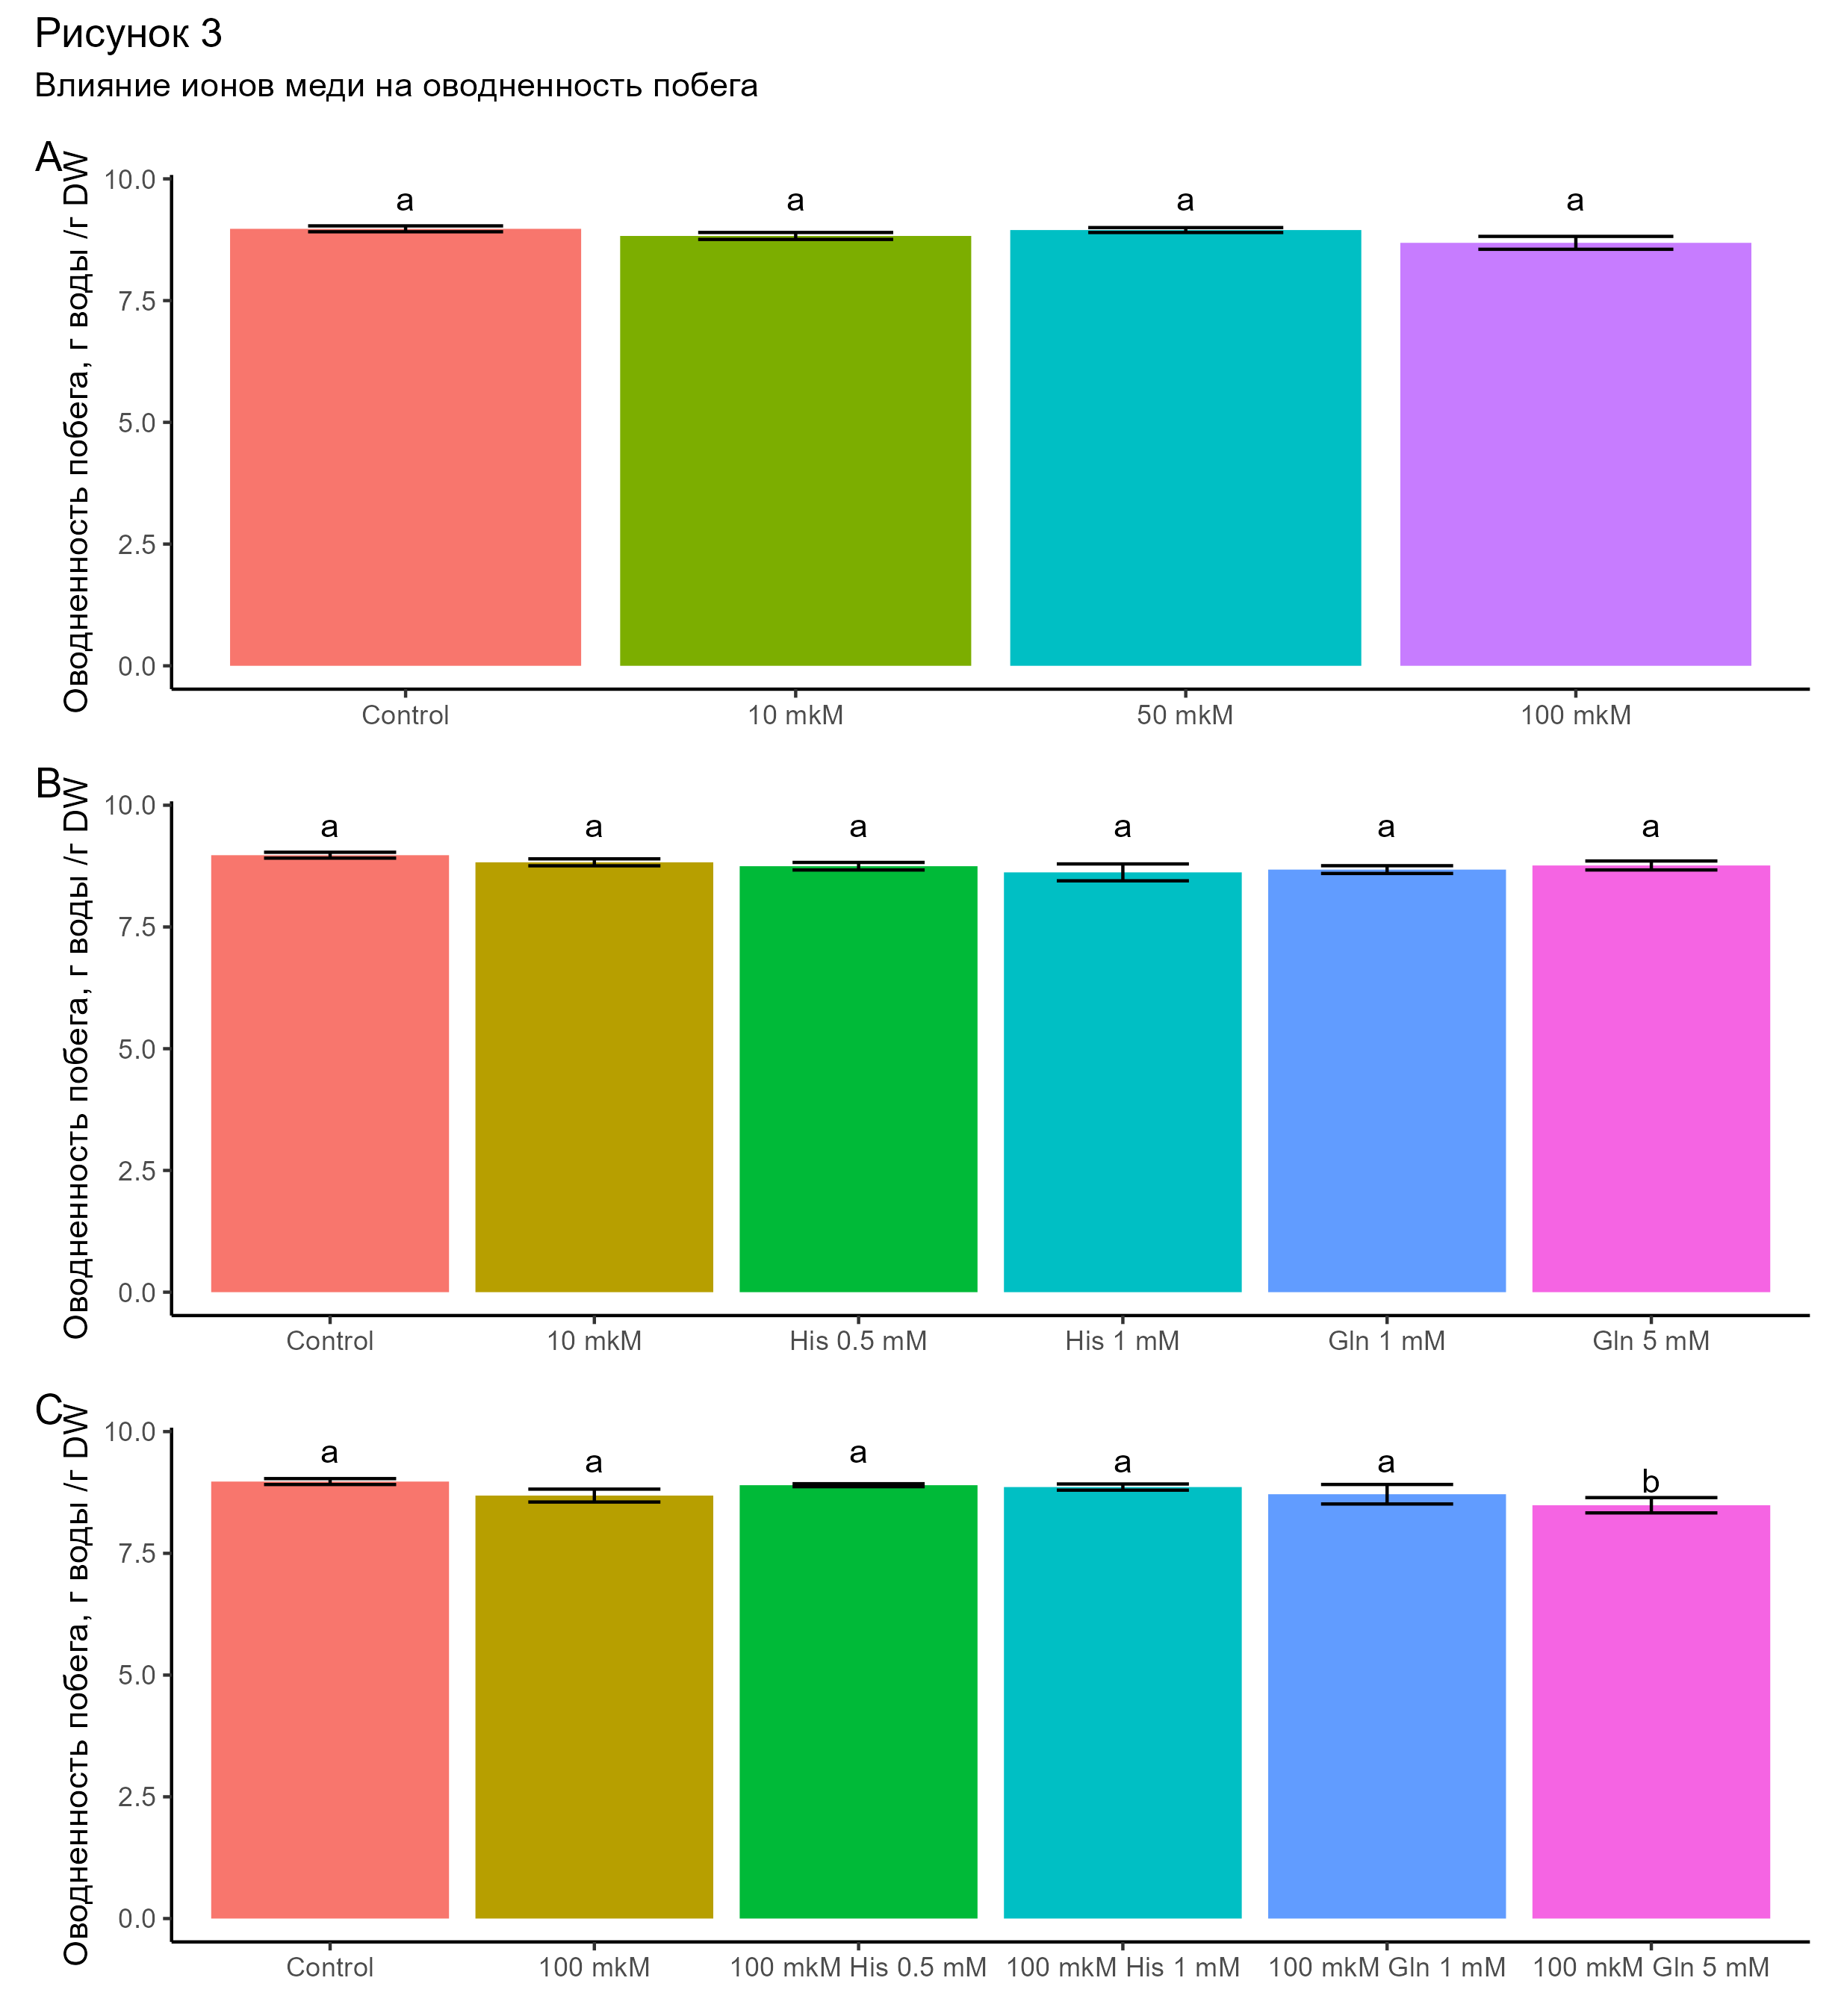 Рисунок 3
Влияние ионов меди на оводненность побега
A
Оводненность побега, г воды /г DW
10.0
7.5
5.0
2.5
0.0
a a a a
Control 10 mkM 50 mkM 100 mkM
B
Оводненность побега, г воды /г DW
10.0
7.5
5.0
2.5
0.0
a a a a a a
Control 10 mkM His 0.5 mM His 1 mM Gln 1 mM Gln 5 mM
C
Оводненность побега, г воды /г DW
10.0
7.5
5.0
2.5
0.0
a a a a a b
Control 100 mkM 100 mkM His 0.5 mM 100 mkM His 1 mM 100 mkM Gln 1 mM 100 mkM Gln 5 mM